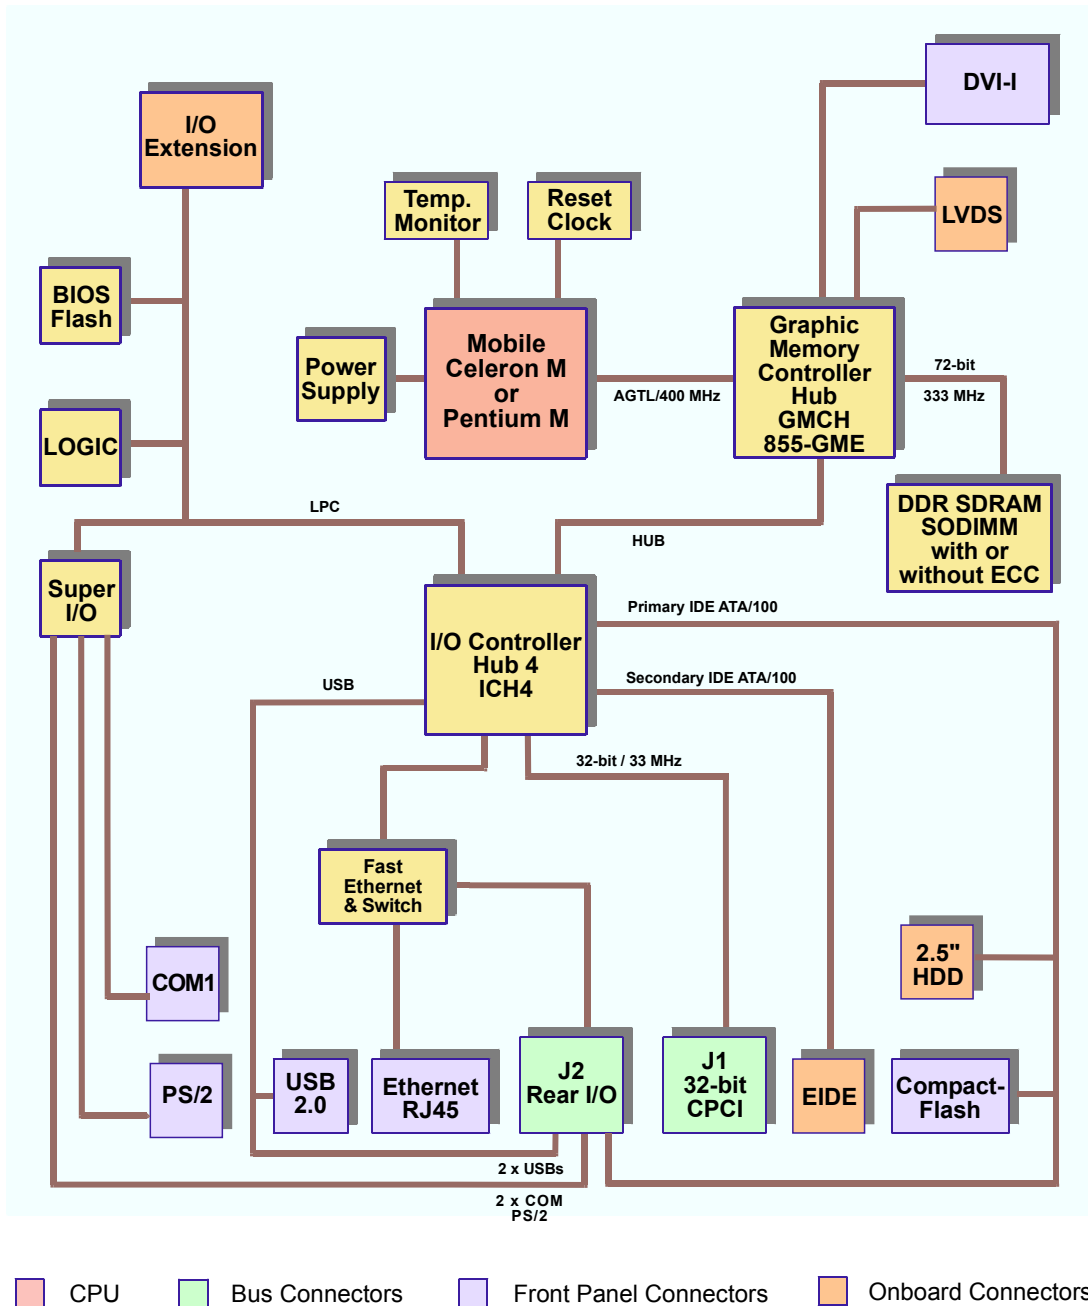 DVI-I
I/O
Extension
Temp.
Monitor
Reset
Clock
LVDS
BIOS
Flash
Power
Supply
Mobile
Celeron M
or
Pentium M
AGTL/400 MHz
Graphic
Memory
Controller
Hub
GMCH
855-GME
72-bit
333 MHz
LOGIC
DDR SDRAM
SODIMM
with or
without ECC
LPC
HUB
Super
I/O
I/O Controller
Hub 4
ICH4
Primary IDE ATA/100
Secondary IDE ATA/100
USB
32-bit / 33 MHz
Fast
Ethernet
& Switch
COM1
2.5"
HDD
PS/2
USB
2.0
Ethernet
RJ45
J2
Rear I/O
J1
32-bit
CPCI
EIDE
Compact-
Flash
2 x USBs
2 x COM
PS/2
CPU
Bus Connectors
Front Panel Connectors
Onboard Connectors